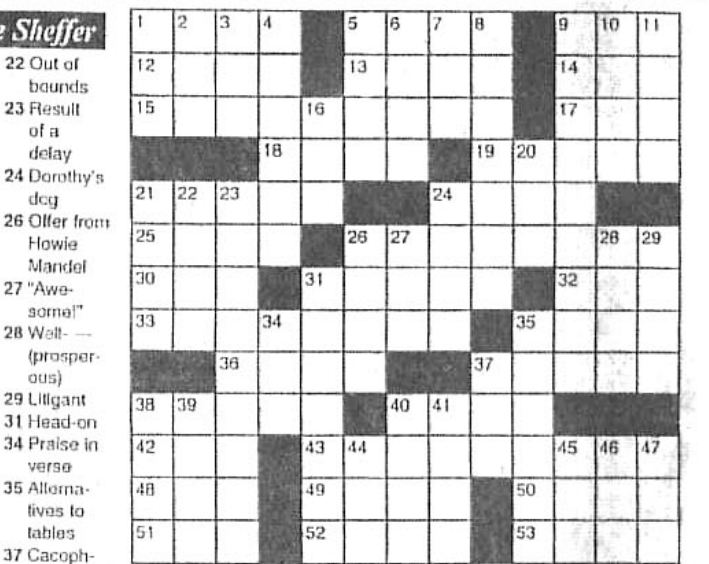 e Sheffer
22 Out of
bounds
23 Result
of a
delay
24 Dorothy's
dog
26 Offer from
Howie
Mandel
27 "Awe-
some!"
28 Well- —
(prosper-
ous)
29 Litigant
31 Head-on
34 Praise in
verse
35 Alterna-
tives to
tables
37 Cacoph-
1 2 3 4 5 6 7 8 9 10 11
12 13 14
15 16 17
18 19 20
21 22 23 24
25 26 27 28 29
30 31 32
33 34 35
36 37
38 39 40 41
42 43 44 45 46 47
48 49 50
51 52 53